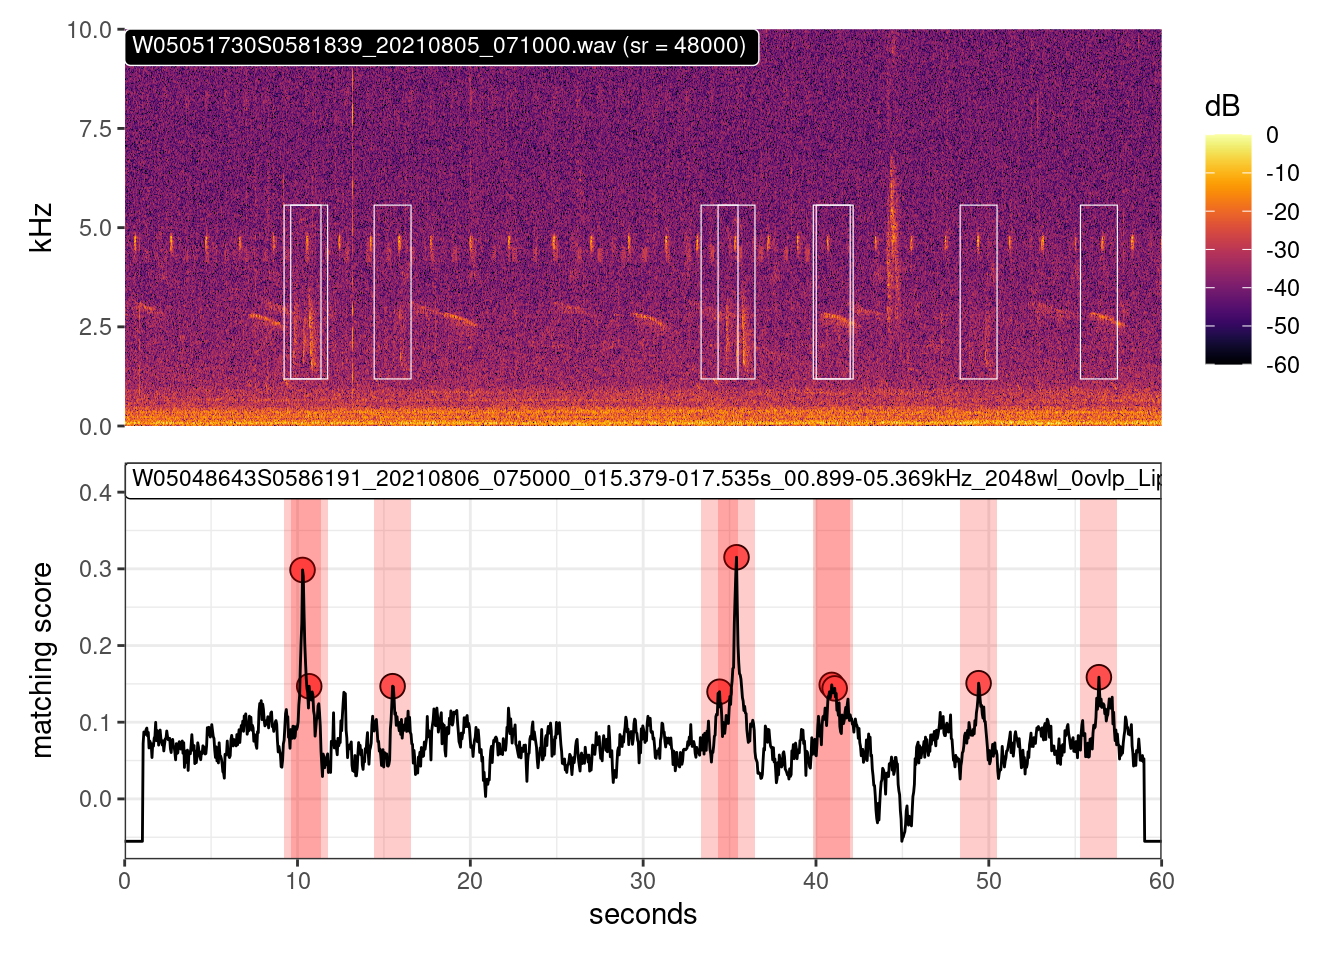 W05051730S0581839_20210805_071000.wav (sr = 48000)
10.0
7.5
5.0
2.5
0.0
kHz
dB
0
-10
-20
-30
-40
-50
-60
W05048643S0586191_20210806_075000_015.379-017.535s_00.899-05.369kHz_2048wl_0ovlp_Lip
0.4
0.3
0.2
0.1
0.0
matching score
0 10 20 30 40 50 60
seconds